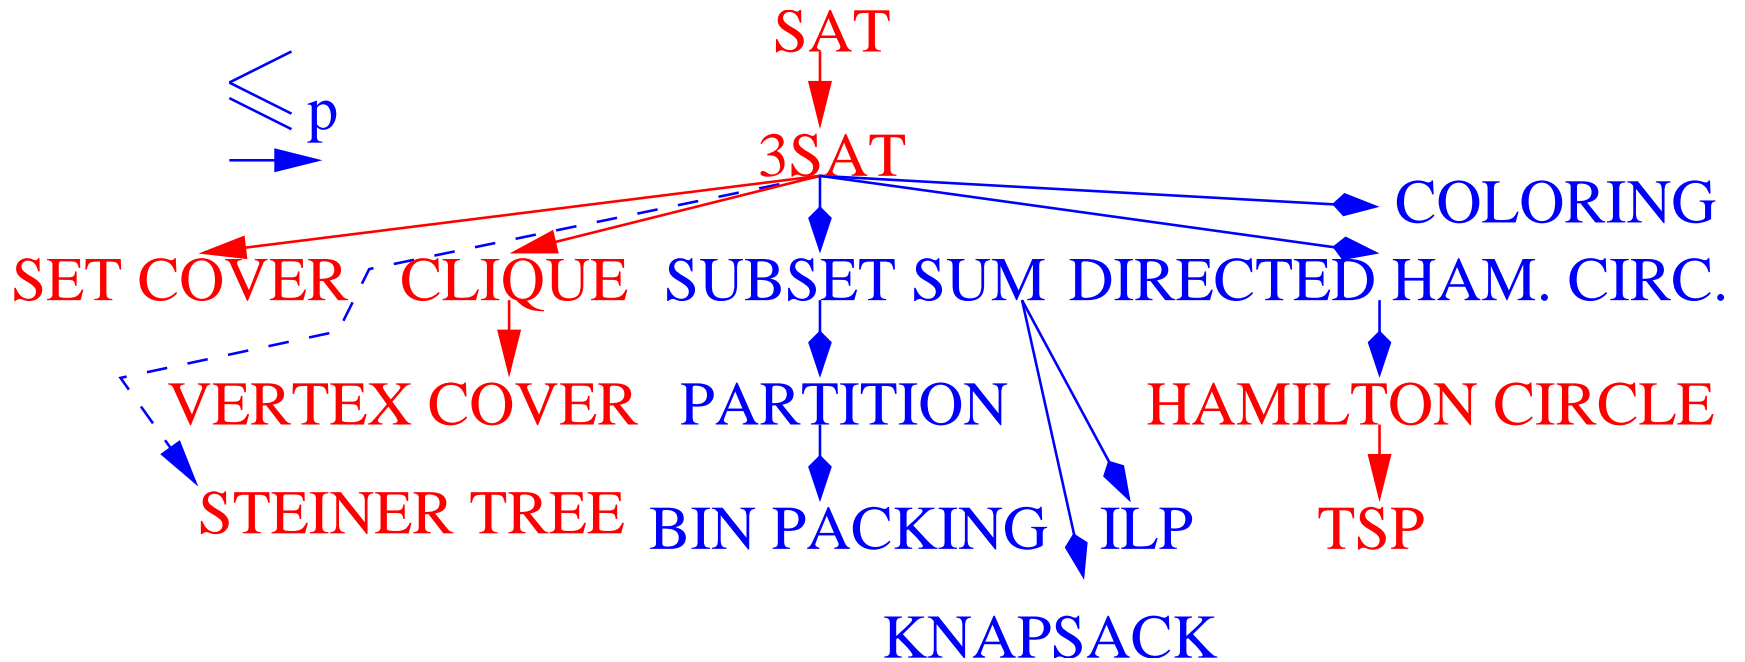 SAT
≤p
3SAT
COLORING
SET COVER CLIQUE SUBSET SUM DIRECTED HAM. CIRC.
VERTEX COVER PARTITION HAMILTON CIRCLE
STEINER TREE BIN PACKING ILP TSP
KNAPSACK